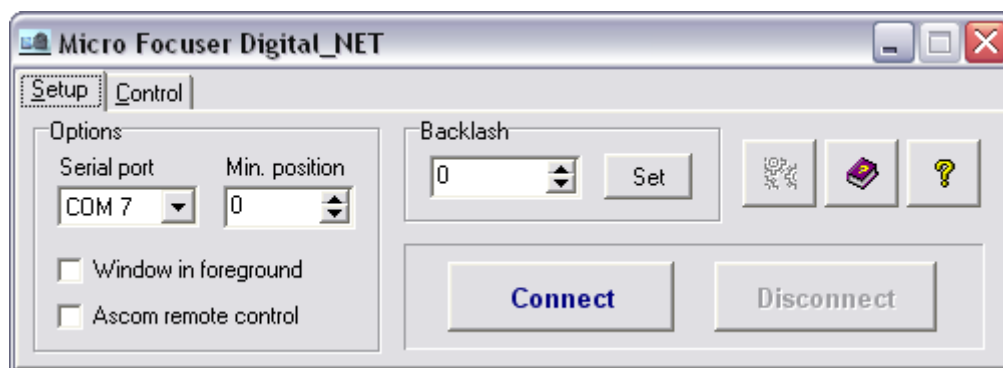 Micro Focuser Digital_NET
Setup Control
Options
Serial port Min. position
COM 7 0
Window in foreground
Ascom remote control
Backlash
0 Set
?
Connect Disconnect